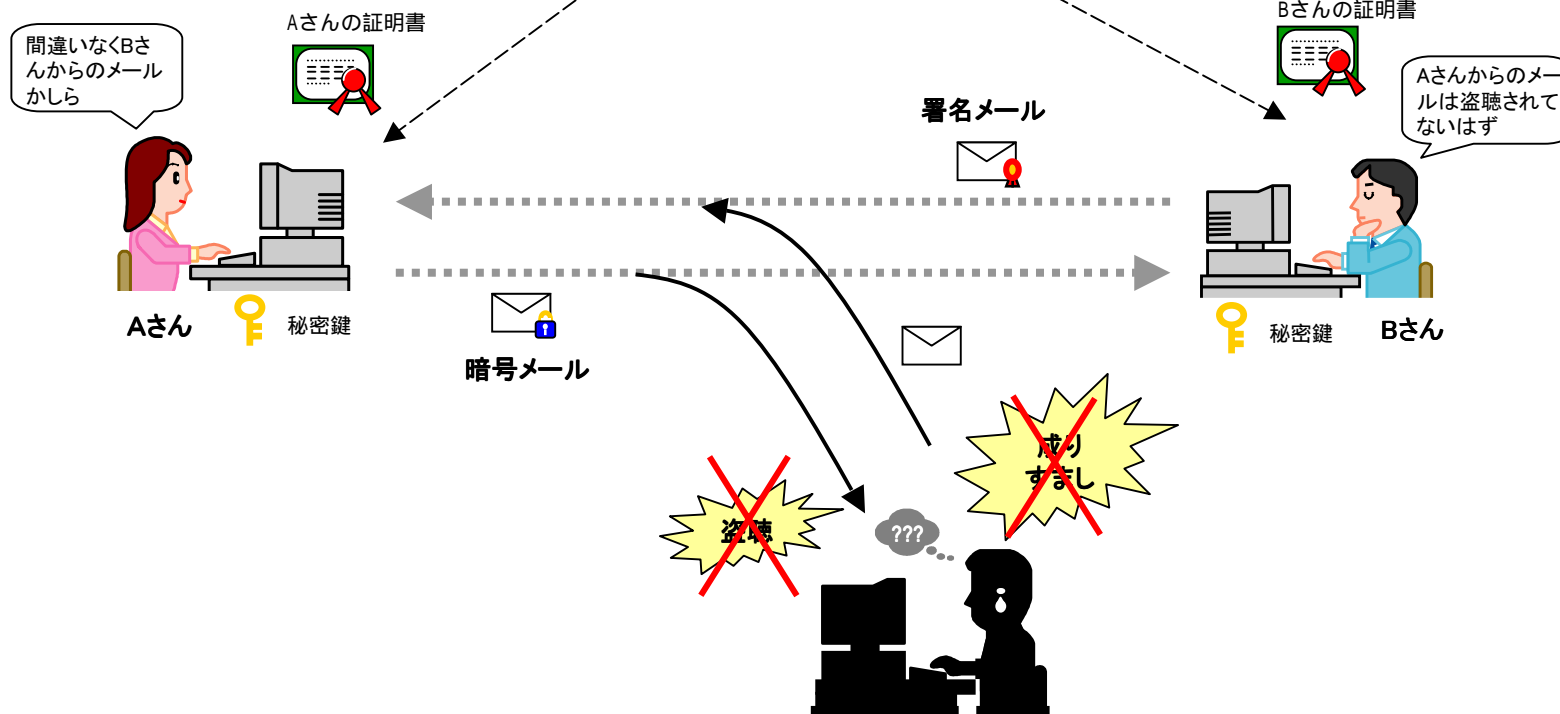 Aさんの証明書
Bさんの証明書
間違いなくBさ
んからのメール
かしら
Aさんからのメー
ルは盗聴されて
ないはず
署名メール
Aさん
秘密鍵
暗号メール
秘密鍵
Bさん
成り
すまし
盗聴
???